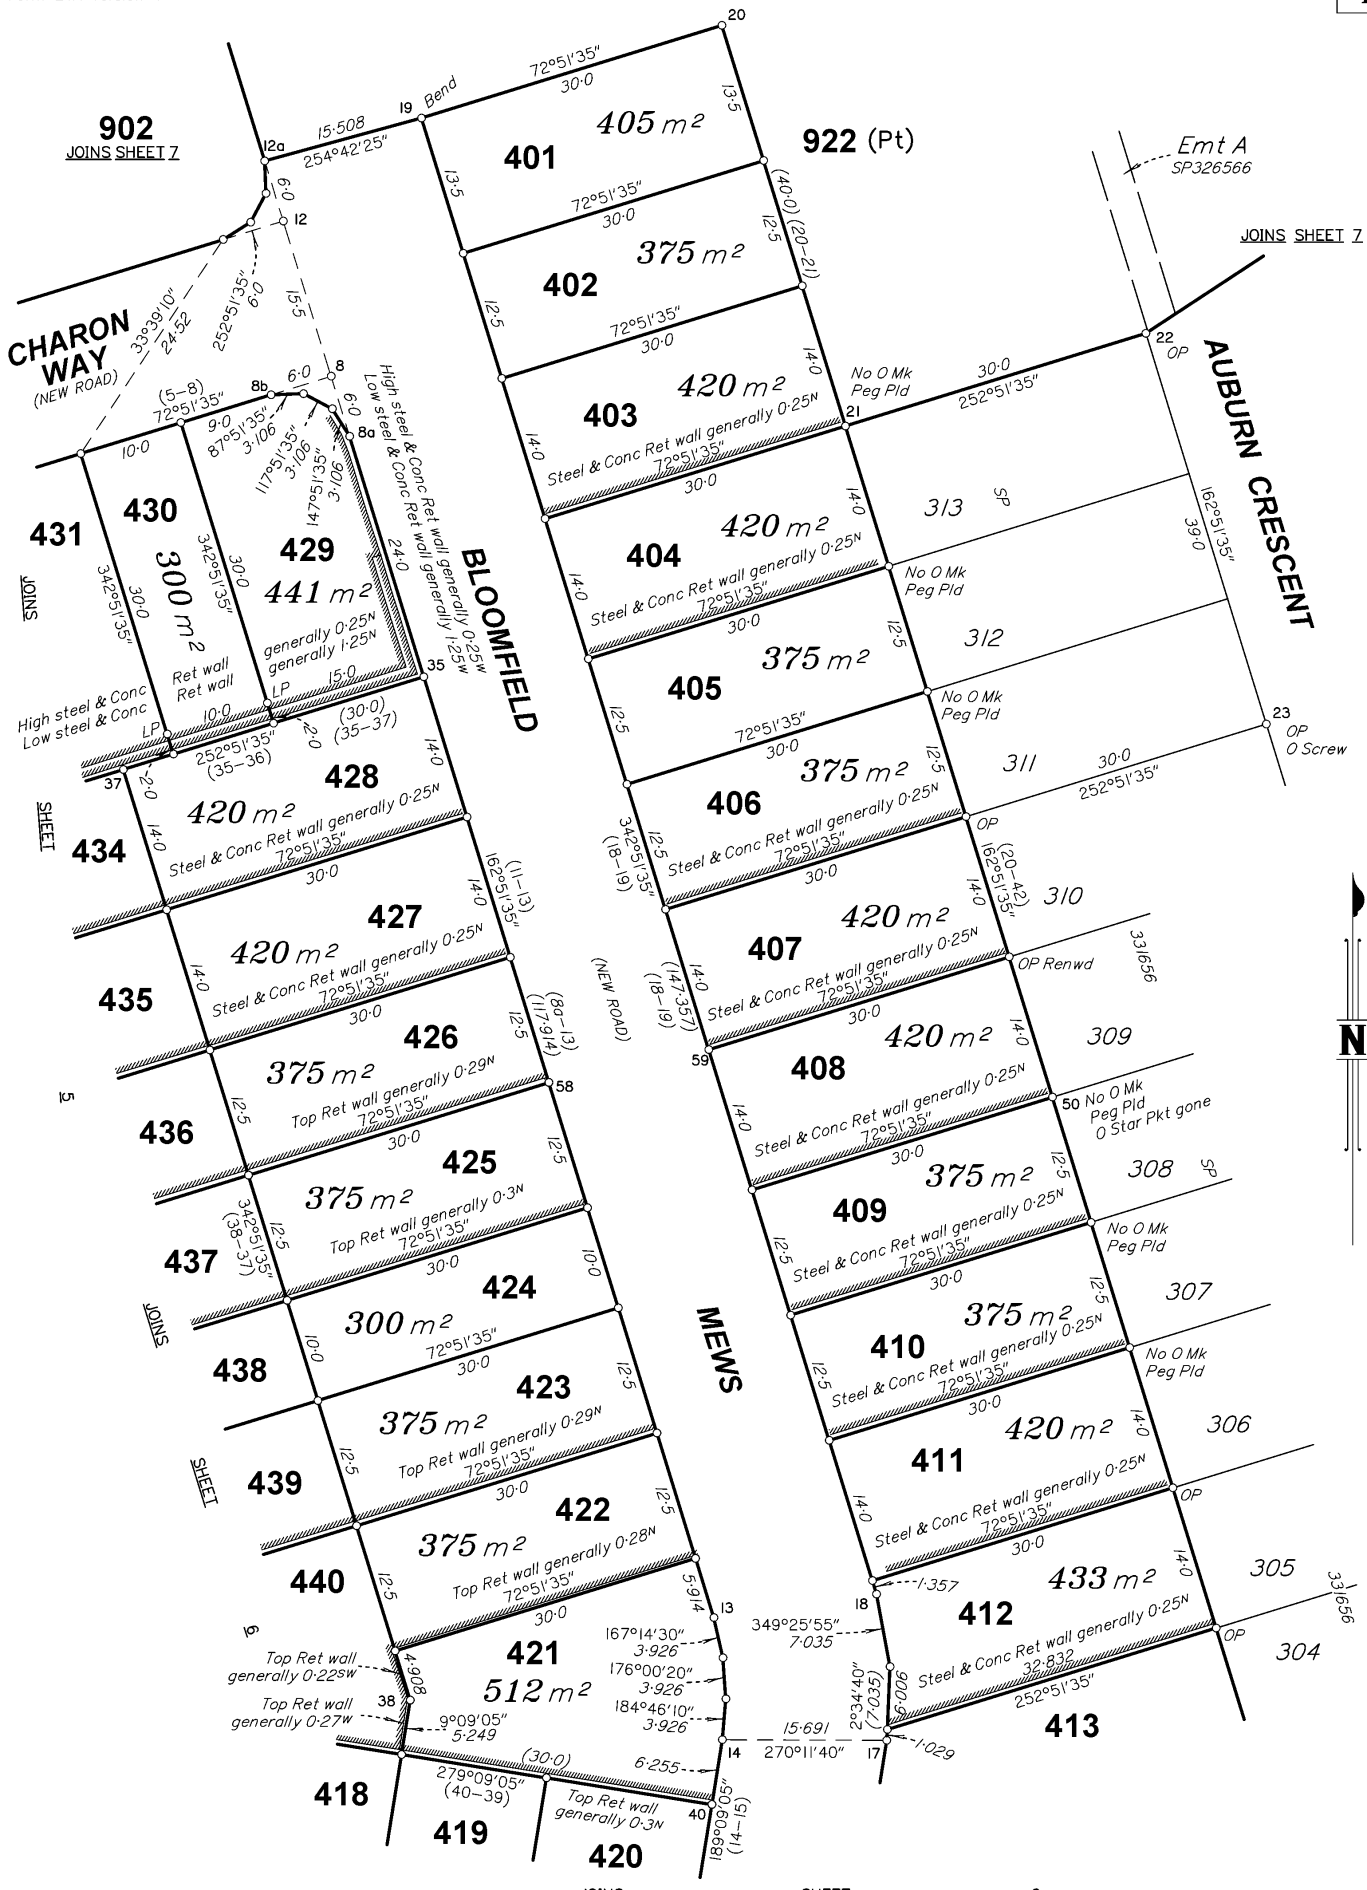 20
72°51'35"
30·0
19
Bend
13·5
902
JOINS SHEET 7
12a
15·508
254°42'25"
405 m²
401
922 (Pt)
Emt A
SP326566
6·0
12
13·5
72°51'35"
30·0
(40·0) (20-21)
12·5
JOINS SHEET 7
375 m²
402
CHARON
WAY
(NEW ROAD)
33°39'10"
24·52
252°51'35"
6·0
15·5
12·5
72°51'35"
30·0
14·0
22
OP
AUBURN CRESCENT
420 m²
403
No O Mk
Peg Pld
30·0
252°51'35"
21
(5-8)
72°51'35"
8b
6·0
8
6·0
8a
10·0
9·0
87°51'35"
3·106
117°51'35"
3·106
147°51'35"
3·106
High steel & Conc Ret wall generally 0·25W
Low steel & Conc Ret wall generally 1·25W
14·0
Steel & Conc Ret wall generally 0·25N
72°51'35"
30·0
14·0
313
SP
162°51'35"
39·0
431
430
300 m²
342°51'35"
30·0
342°51'35"
30·0
429
441 m²
24·0
generally 0·25N
generally 1·25N
BLOOMFIELD
420 m²
404
Steel & Conc Ret wall generally 0·25N
72°51'35"
30·0
14·0
No O Mk
Peg Pld
JOINS
312
12·5
375 m²
405
High steel & Conc
Low steel & Conc
Ret wall
Ret wall
LP
LP
10·0
15·0
35
252°51'35"
(35-36)
2·0
(30·0)
(35-37)
37
2·0
12·5
72°51'35"
30·0
No O Mk
Peg Pld
23
OP
O Screw
311
30·0
252°51'35"
SHEET
434
14·0
428
420 m²
14·0
Steel & Conc Ret wall generally 0·25N
72°51'35"
30·0
375 m²
406
12·5
12·5
342°51'35"
(18-19)
Steel & Conc Ret wall generally 0·25N
72°51'35"
30·0
OP
(20-42)
162°51'35"
14·0
310
331656
(11-13)
162°51'35"
14·0
427
420 m²
14·0
435
Steel & Conc Ret wall generally 0·25N
72°51'35"
30·0
420 m²
407
14·0
(147·357)
(18-19)
(NEW ROAD)
Steel & Conc Ret wall generally 0·25N
72°51'35"
30·0
OP Renwd
309
14·0
5
436
426
375 m²
12·5
12·5
(8a-13)
(117·914)
Top Ret wall generally 0·29N
72°51'35"
30·0
58
59
420 m²
408
14·0
Steel & Conc Ret wall generally 0·25N
72°51'35"
30·0
50 No O Mk
Peg Pld
O Star Pkt gone
308
SP
12·5
437
342°51'35"
(38-37)
12·5
425
375 m²
12·5
Top Ret wall generally 0·3N
72°51'35"
30·0
375 m²
409
12·5
Steel & Conc Ret wall generally 0·25N
72°51'35"
30·0
No O Mk
Peg Pld
307
12·5
JOINS
438
10·0
424
300 m²
10·0
72°51'35"
30·0
MEWS
375 m²
410
12·5
Steel & Conc Ret wall generally 0·25N
72°51'35"
30·0
No O Mk
Peg Pld
306
14·0
SHEET
439
12·5
423
375 m²
12·5
Top Ret wall generally 0·29N
72°51'35"
30·0
420 m²
411
14·0
Steel & Conc Ret wall generally 0·25N
72°51'35"
30·0
OP
305
331656
6
440
12·5
422
375 m²
12·5
Top Ret wall generally 0·28N
72°51'35"
30·0
433 m²
412
14·0
1·357
18
349°25'55"
7·035
2°34'40"
(7·035)
6·006
Steel & Conc Ret wall generally 0·25N
32·832
252°51'35"
OP
304
Top Ret wall
generally 0·22SW
4·908
38
Top Ret wall
generally 0·27W
9°09'05"
5·249
421
512 m²
5·914
13
167°14'30"
3·926
176°00'20"
3·926
184°46'10"
3·926
14
15·691
270°11'40"
17
1·029
413
6·255
(30·0)
279°09'05"
(40-39)
Top Ret wall
generally 0·3N
40
189°09'05"
(14-15)
418
419
420
N